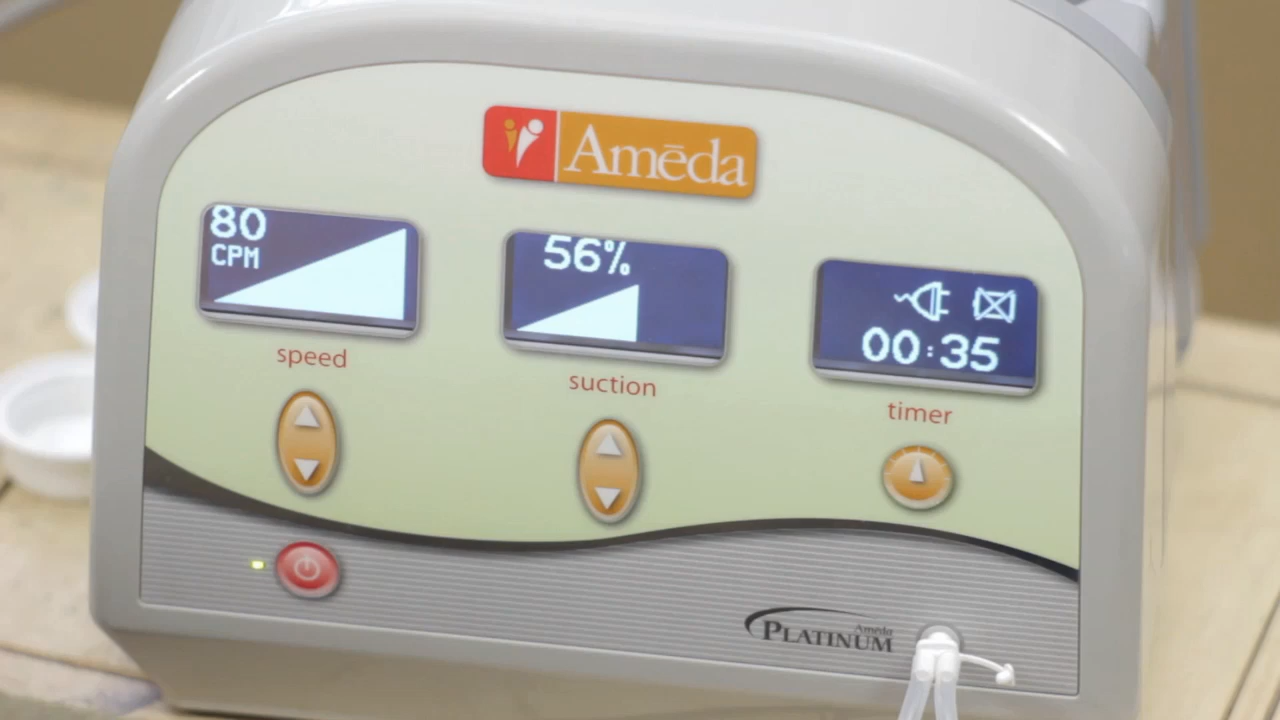 Amēda
80
CPM
56%
00:35
speed
suction
timer
Ameda
PLATINUM